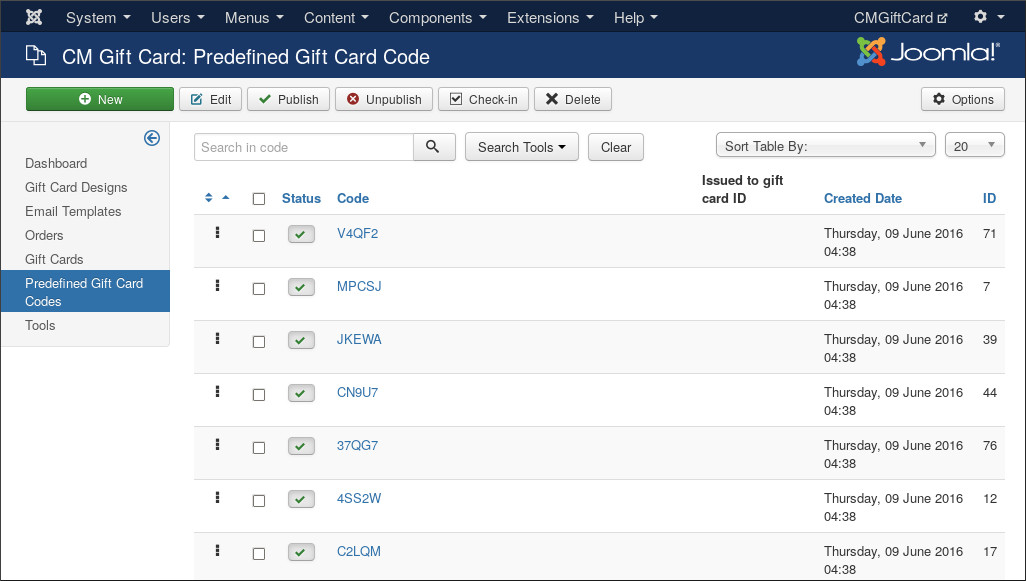 System Users Menus Content Components Extensions Help CMGiftCard
CM Gift Card: Predefined Gift Card Code Joomla!®
New Edit Publish Unpublish Check-in Delete Options
Search in code Search Tools Clear Sort Table By: 20
Dashboard
Gift Card Designs
Email Templates
Orders
Gift Cards
Predefined Gift Card
Codes
Tools
Issued to gift
Status Code card ID Created Date ID
V4QF2 Thursday, 09 June 2016 71
04:38
MPCSJ Thursday, 09 June 2016 7
04:38
JKEWA Thursday, 09 June 2016 39
04:38
CN9U7 Thursday, 09 June 2016 44
04:38
37QG7 Thursday, 09 June 2016 76
04:38
4SS2W Thursday, 09 June 2016 12
04:38
C2LQM Thursday, 09 June 2016 17
04:38